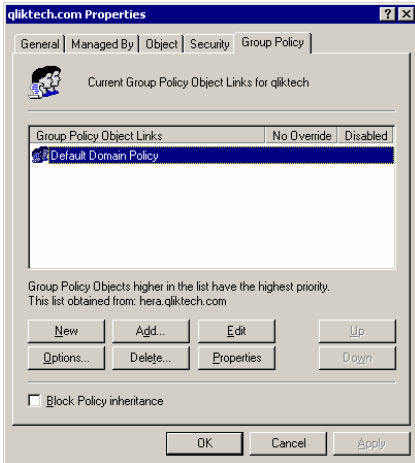 qliktech.com Properties
General
Managed By
Object
Security
Group Policy
Current Group Policy Object Links for qliktech
Group Policy Object Links No Override Disabled
Default Domain Policy
Group Policy Objects higher in the list have the highest priority.
This list obtained from: hera.qliktech.com
New Add... Edit Up
Options... Delete... Properties Down
Block Policy inheritance
OK Cancel Apply